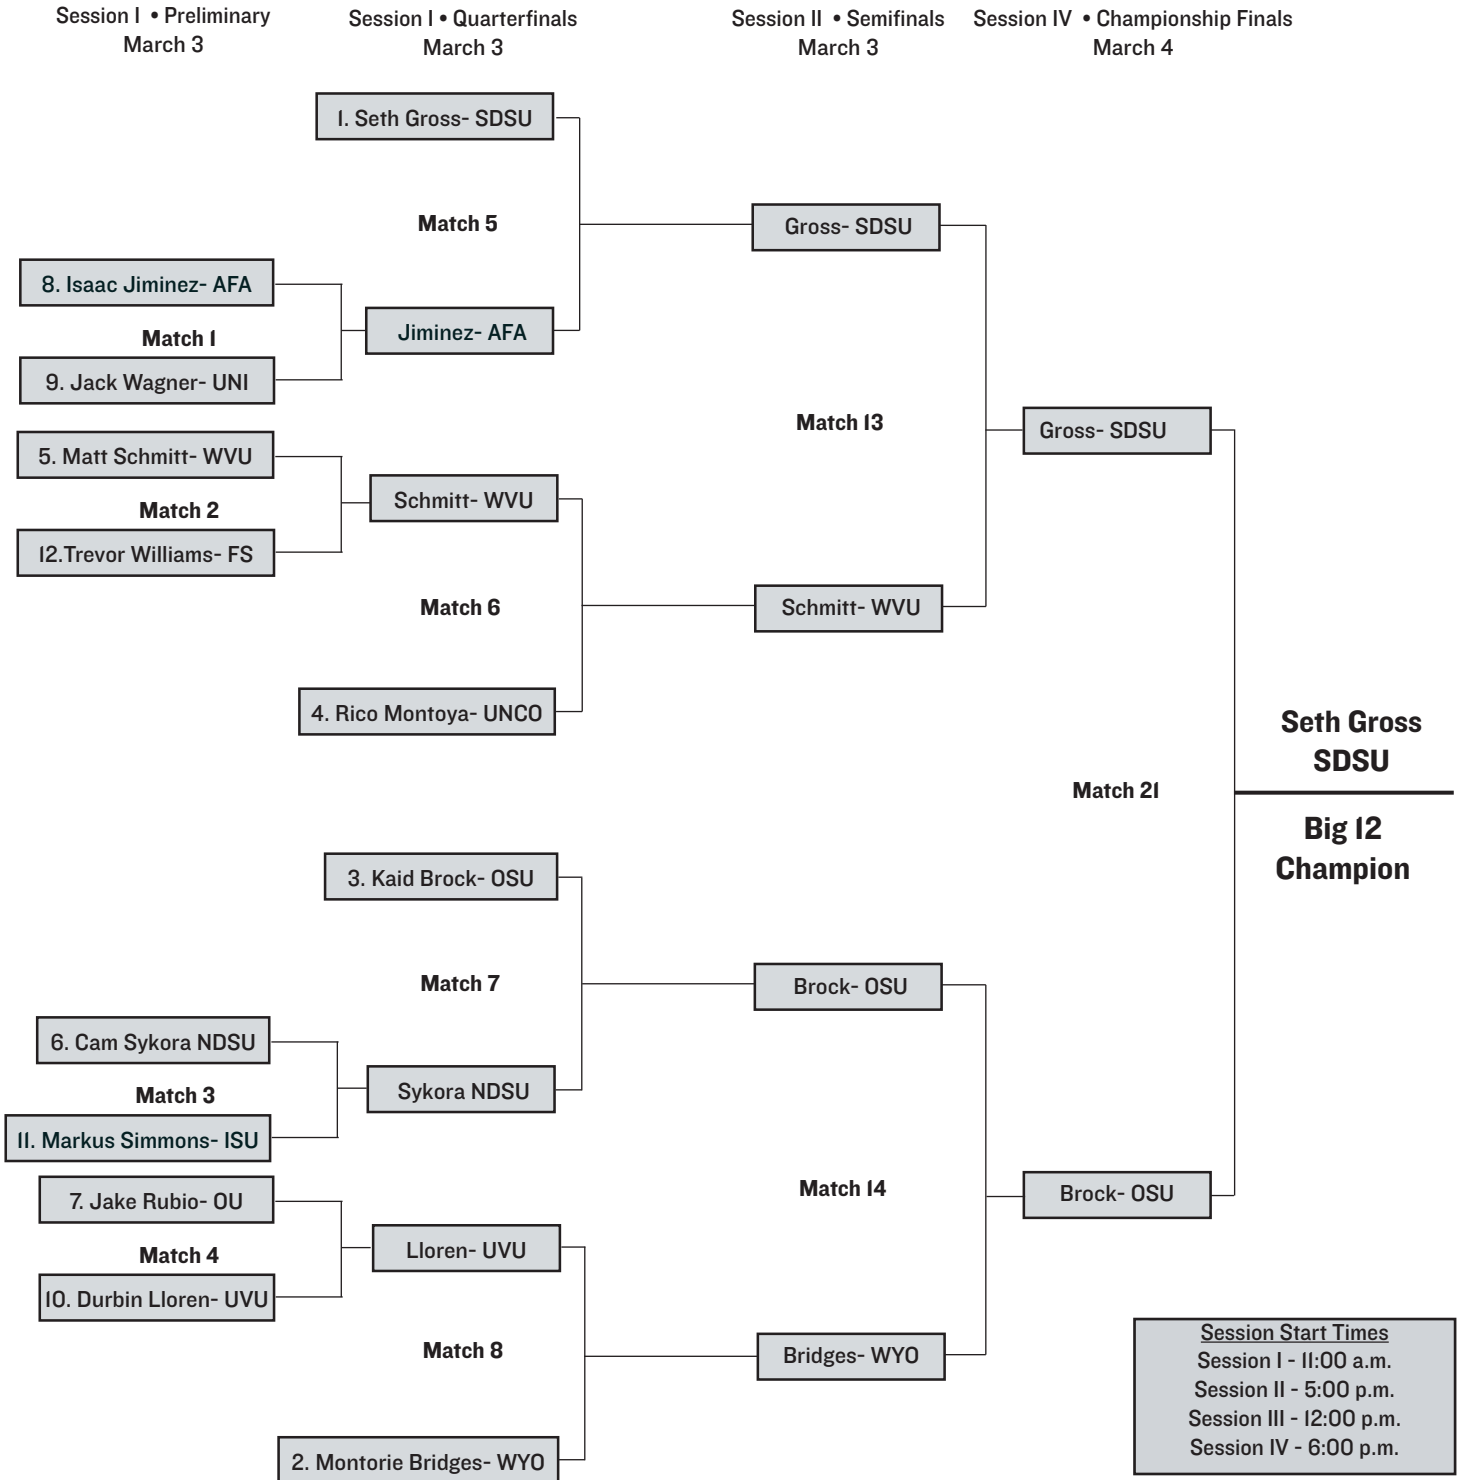 Session I • Preliminary
March 3
Session I • Quarterfinals
March 3
Session II • Semifinals
March 3
Session IV • Championship Finals
March 4
1. Seth Gross- SDSU
Match 5
Gross- SDSU
8. Isaac Jiminez- AFA
Match 1
Jiminez- AFA
9. Jack Wagner- UNI
Match 13
Gross- SDSU
5. Matt Schmitt- WVU
Match 2
Schmitt- WVU
12.Trevor Williams- FS
Match 6
Schmitt- WVU
4. Rico Montoya- UNCO
Seth Gross
SDSU
Match 21
Big 12
Champion
3. Kaid Brock- OSU
Match 7
Brock- OSU
6. Cam Sykora NDSU
Match 3
Sykora NDSU
11. Markus Simmons- ISU
7. Jake Rubio- OU
Match 14
Brock- OSU
Match 4
Lloren- UVU
10. Durbin Lloren- UVU
Match 8
Bridges- WYO
2. Montorie Bridges- WYO
Session Start Times
Session I - 11:00 a.m.
Session II - 5:00 p.m.
Session III - 12:00 p.m.
Session IV - 6:00 p.m.